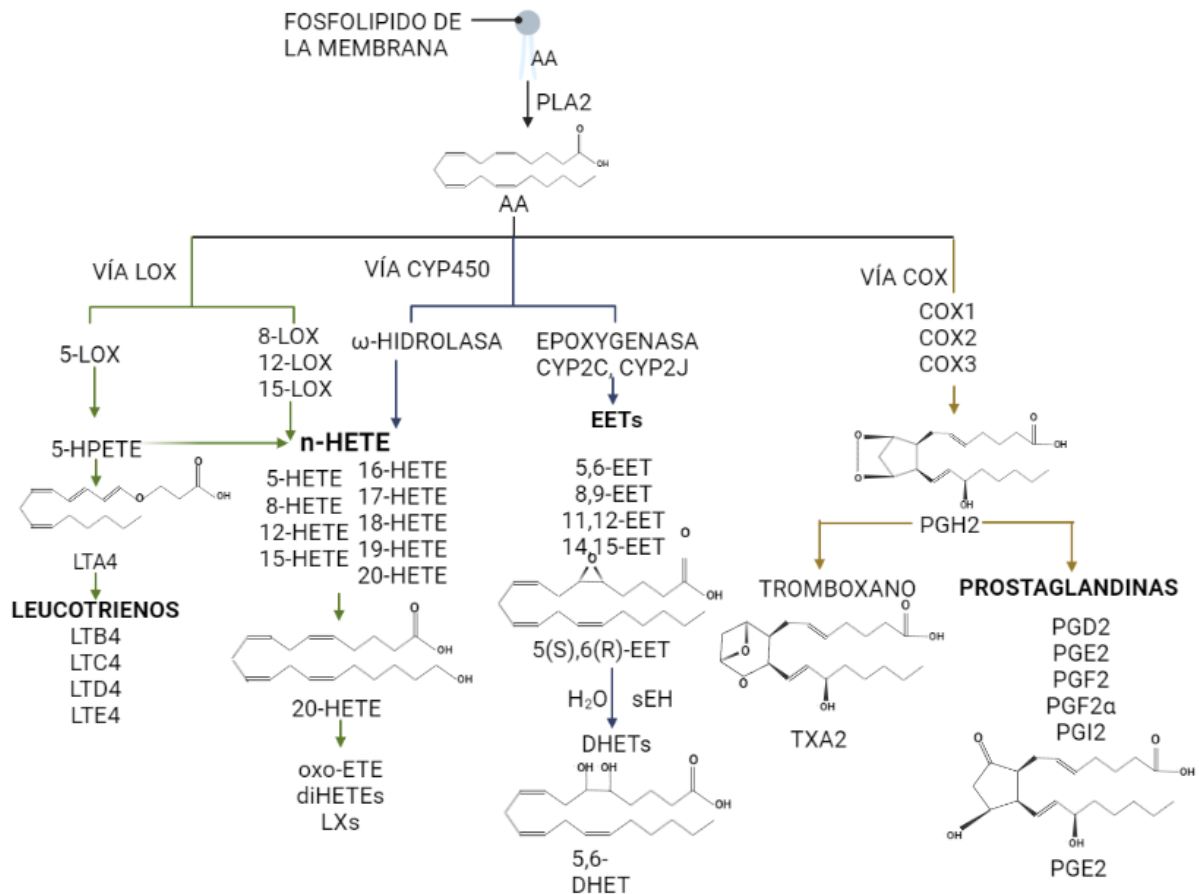 FOSFOLIPIDO DE
LA MEMBRANA
AA
PLA2
O
OH
AA
VÍA LOX
VÍA CYP450
VÍA COX
5-LOX
8-LOX
12-LOX
15-LOX
ω-HIDROLASA
EPOXYGENASA
CYP2C, CYP2J
COX1
COX2
COX3
5-HPETE
O
OH
O
LTA4
LEUCOTRIENOS
LTB4
LTC4
LTD4
LTE4
n-HETE
5-HETE
8-HETE
12-HETE
15-HETE
16-HETE
17-HETE
18-HETE
19-HETE
20-HETE
O
OH
OH
20-HETE
oxo-ETE
diHETEs
LXs
EETs
5,6-EET
8,9-EET
11,12-EET
14,15-EET
O
O
OH
5(S),6(R)-EET
H₂O sEH
DHETs
OH OH
O
OH
5,6-
DHET
O
OH
O
O
OH
PGH2
TROMBOXANO
O
OH
O
O
OH
TXA2
PROSTAGLANDINAS
PGD2
PGE2
PGF2
PGF2α
PGI2
O
O
OH
OH
OH
PGE2